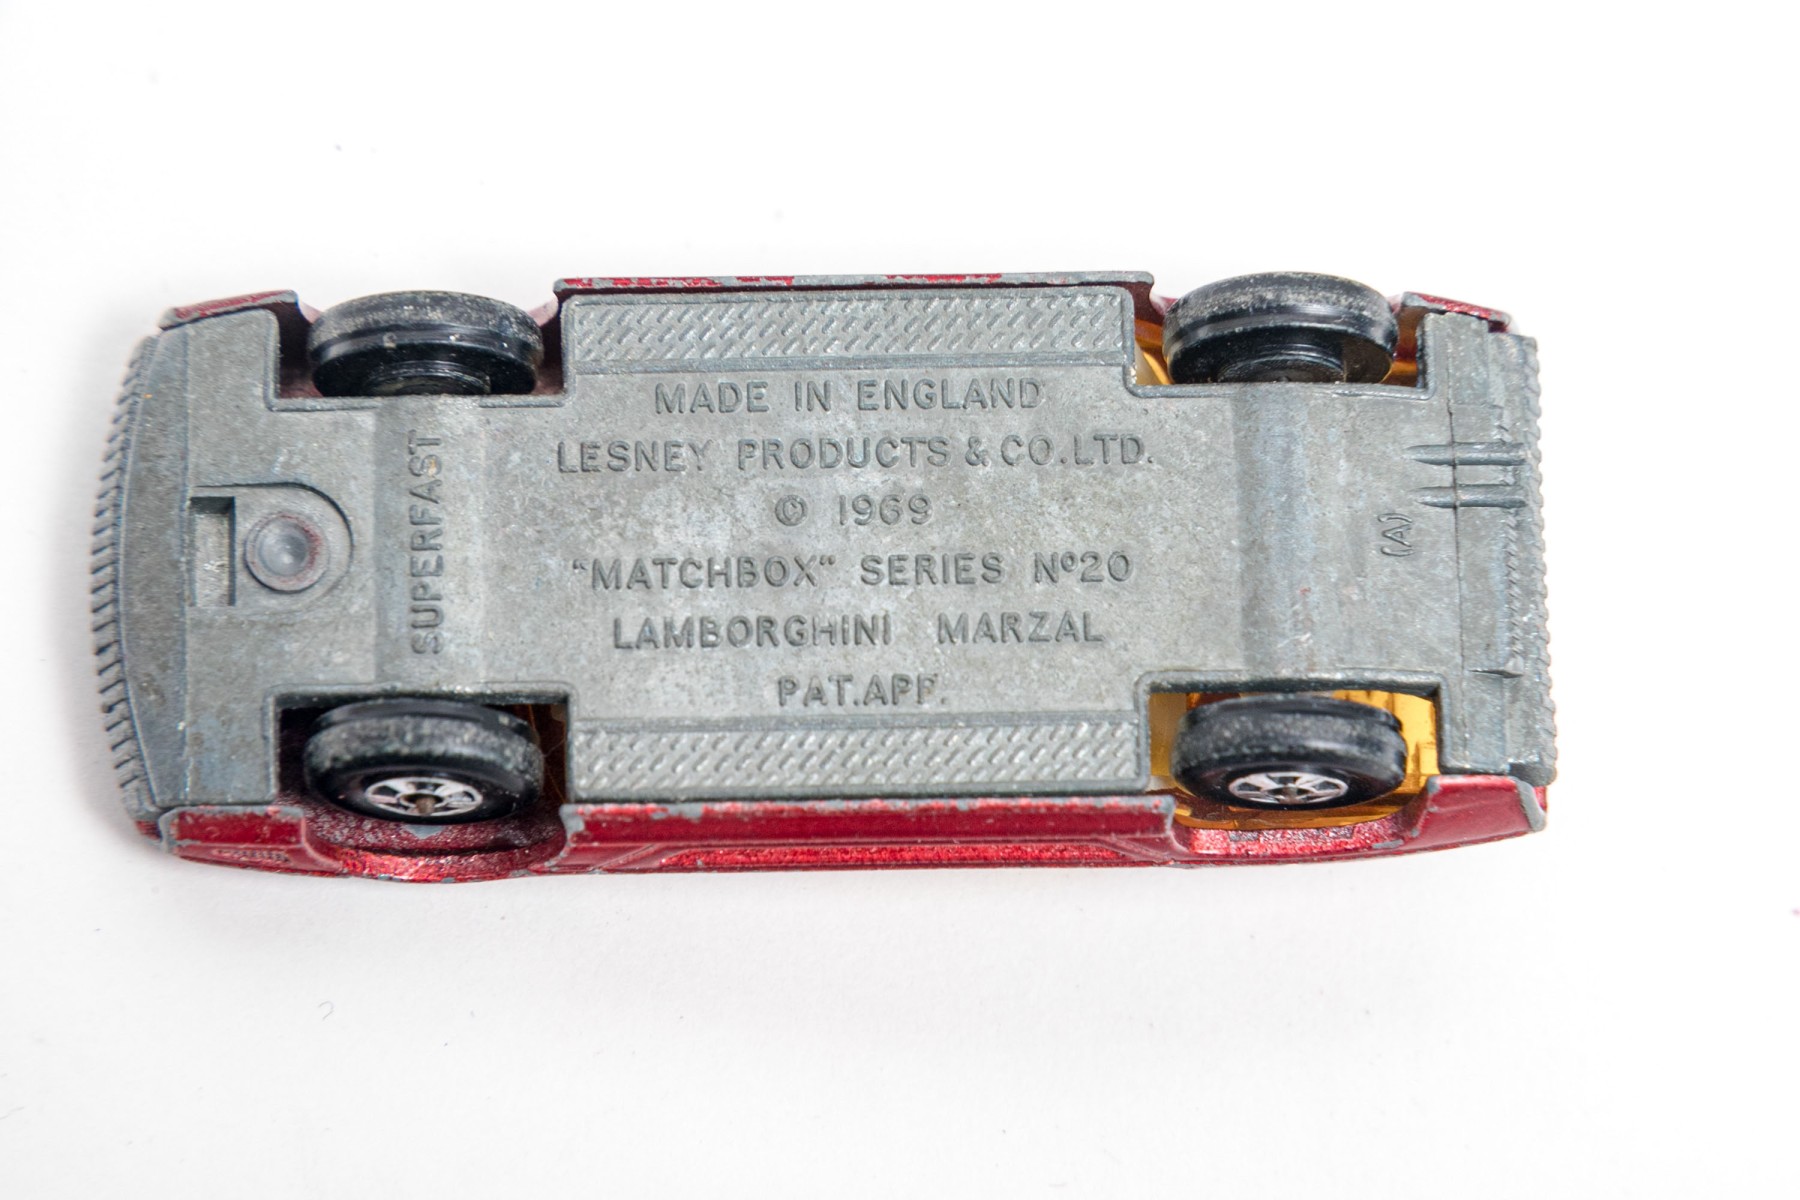 MADE IN ENGLAND
LESNEY PRODUCTS & CO. LTD.
© 1969
"MATCHBOX" SERIES Nº20
LAMBORGHINI MARZAL
PAT. APP.
SUPERFAST
(A)